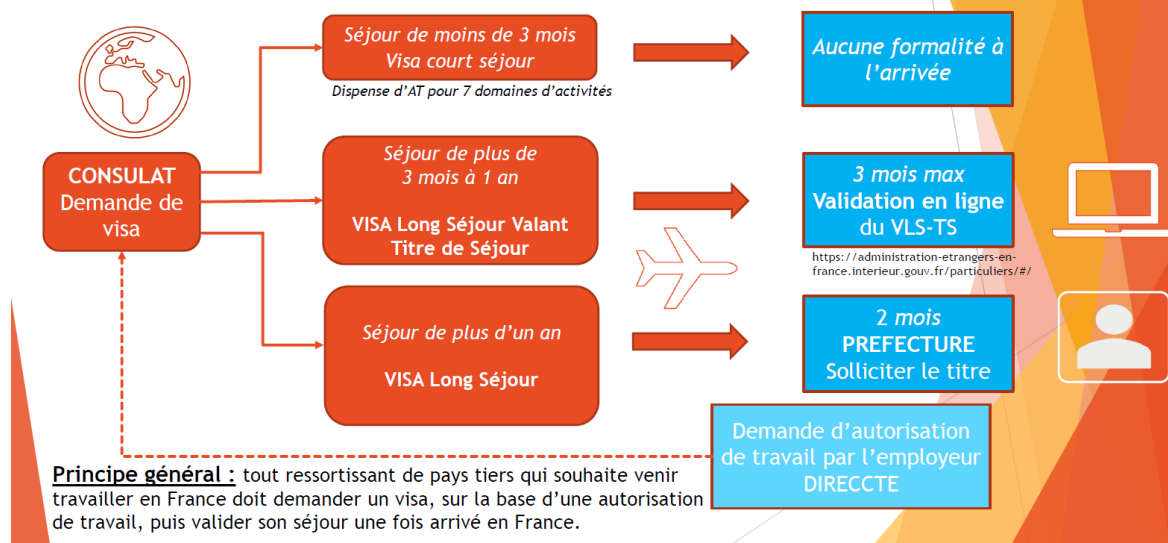 Séjour de moins de 3 mois
Visa court séjour
Dispense d'AT pour 7 domaines d'activités
Aucune formalité à
l'arrivée
CONSULAT
Demande de
visa
Séjour de plus de
3 mois à 1 an
VISA Long Séjour Valant
Titre de Séjour
3 mois max
Validation en ligne
du VLS-TS
https://administration-etrangers-en-
france.interieur.gouv.fr/particuliers/#/
Séjour de plus d'un an
VISA Long Séjour
2 mois
PREFECTURE
Solliciter le titre
Demande d'autorisation
de travail par l'employeur
DIRECCTE
Principe général : tout ressortissant de pays tiers qui souhaite venir
travailler en France doit demander un visa, sur la base d'une autorisation
de travail, puis valider son séjour une fois arrivé en France.